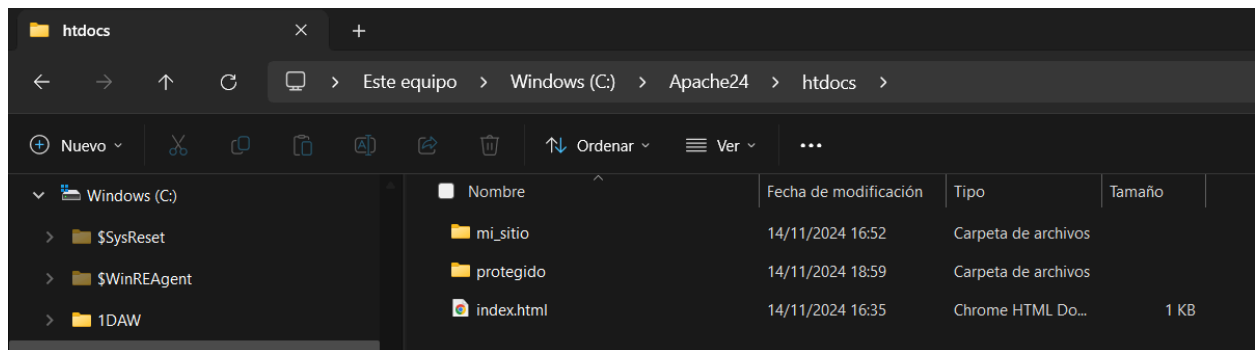 htdocs
Este equipo > Windows (C:) > Apache24 > htdocs >
Nuevo Ordenar Ver
Windows (C:)
$SysReset
$WinREAgent
1DAW
Nombre Fecha de modificación Tipo Tamaño
mi_sitio 14/11/2024 16:52 Carpeta de archivos
protegido 14/11/2024 18:59 Carpeta de archivos
index.html 14/11/2024 16:35 Chrome HTML Do... 1 KB